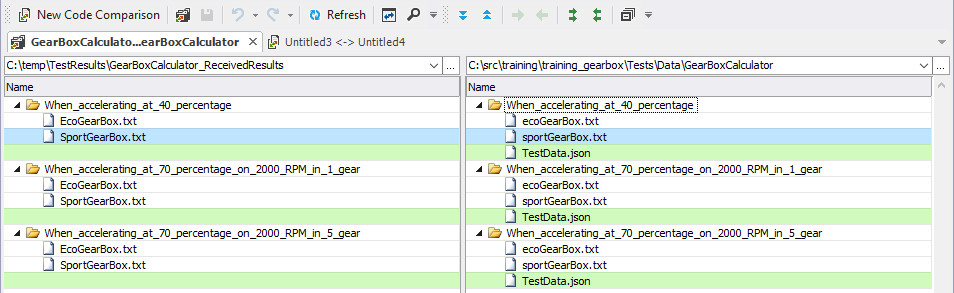 New Code Comparison Refresh
GearBoxCalculato...earBoxCalculator Untitled3 <-> Untitled4
C:\temp\TestResults\GearBoxCalculator_ReceivedResults ... C:\src\training\training_gearbox\Tests\Data\GearBoxCalculator ...
Name Name
When_accelerating_at_40_percentage When_accelerating_at_40_percentage
EcoGearBox.txt ecoGearBox.txt
SportGearBox.txt sportGearBox.txt
TestData.json
When_accelerating_at_70_percentage_on_2000_RPM_in_1_gear When_accelerating_at_70_percentage_on_2000_RPM_in_1_gear
EcoGearBox.txt ecoGearBox.txt
SportGearBox.txt sportGearBox.txt
TestData.json
When_accelerating_at_70_percentage_on_2000_RPM_in_5_gear When_accelerating_at_70_percentage_on_2000_RPM_in_5_gear
EcoGearBox.txt ecoGearBox.txt
SportGearBox.txt sportGearBox.txt
TestData.json